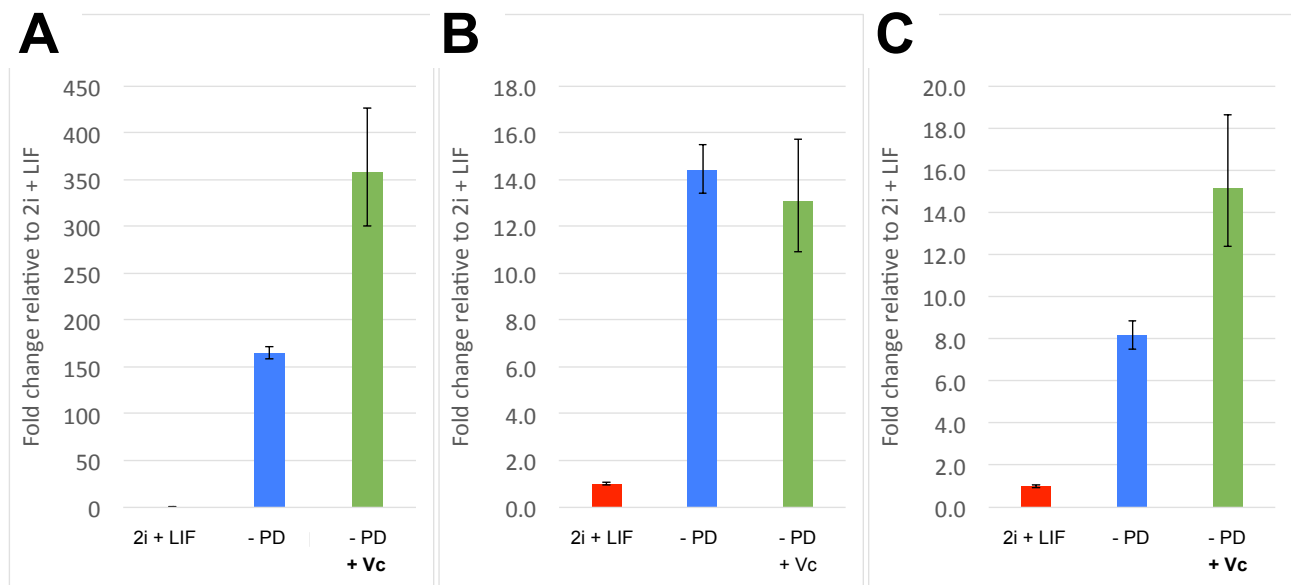 A
Fold change relative to 2i + LIF
450
400
350
300
250
200
150
100
50
0
2i + LIF
- PD
- PD
+ Vc
B
Fold change relative to 2i + LIF
18.0
16.0
14.0
12.0
10.0
8.0
6.0
4.0
2.0
0.0
2i + LIF
- PD
- PD
+ Vc
C
Fold change relative to 2i + LIF
20.0
18.0
16.0
14.0
12.0
10.0
8.0
6.0
4.0
2.0
0.0
2i + LIF
- PD
- PD
+ Vc